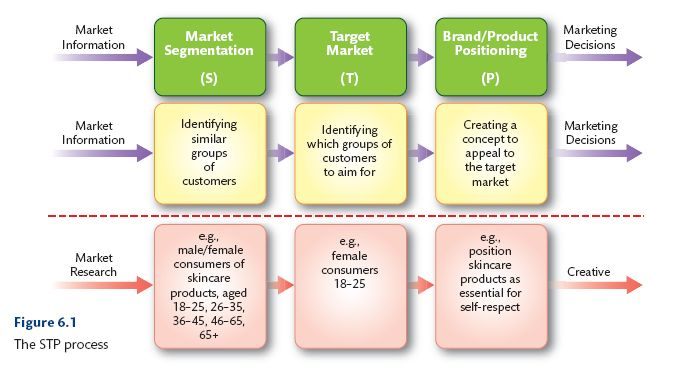 Market
Information
Market
Segmentation
(S)
Target
Market
(T)
Brand/Product
Positioning
(P)
Marketing
Decisions
Market
Information
Identifying
similar
groups
of
customers
Identifying
which groups of
customers
to aim for
Creating a
concept to
appeal to
the target
market
Marketing
Decisions
Market
Research
e.g.,
male/female
consumers of
skincare
products, aged
18–25, 26–35,
36–45, 46–65,
65+
e.g.,
female
consumers
18–25
e.g.,
position
skincare
products as
essential for
self-respect
Creative
Figure 6.1
The STP process